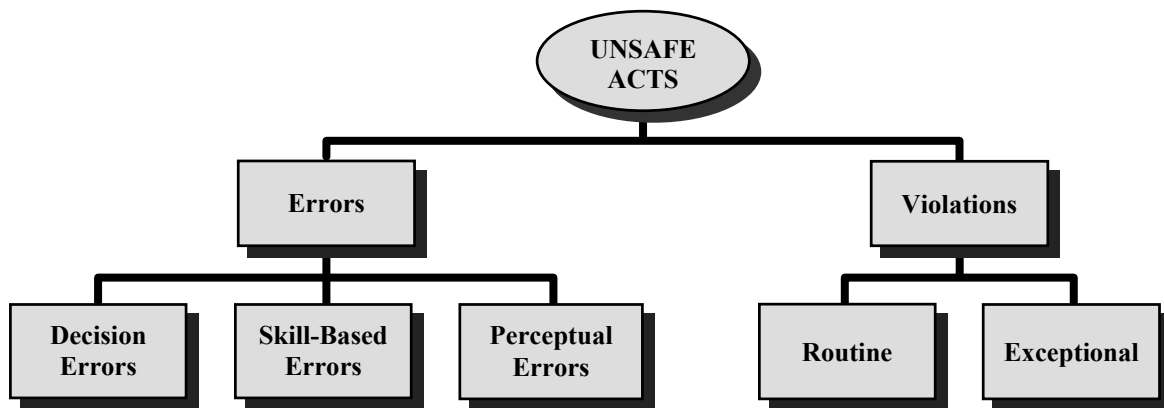 UNSAFE
ACTS
Errors
Violations
Decision
Errors
Skill-Based
Errors
Perceptual
Errors
Routine
Exceptional